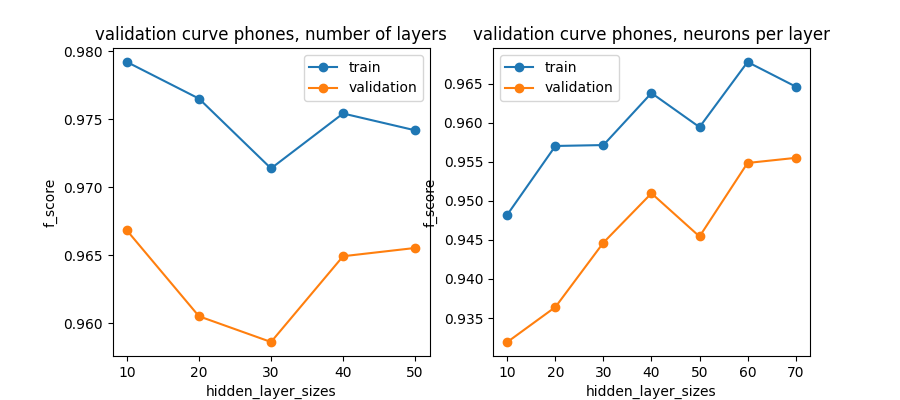 validation curve phones, number of layers
train
validation
0.980
0.975
0.970
0.965
0.960
f_score
10 20 30 40 50
hidden_layer_sizes
validation curve phones, neurons per layer
train
validation
0.965
0.960
0.955
0.950
0.945
0.940
0.935
f_score
10 20 30 40 50 60 70
hidden_layer_sizes